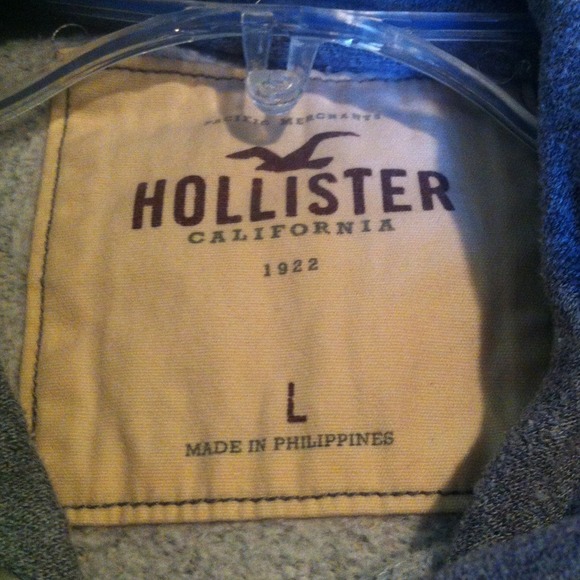 PACIFIC MERCHANTS
HOLLISTER
CALIFORNIA
1922
L
MADE IN PHILIPPINES